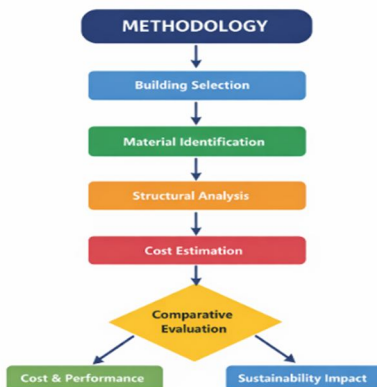 METHODOLOGY
Building Selection
Material Identification
Structural Analysis
Cost Estimation
Comparative
Evaluation
Cost & Performance
Sustainability Impact